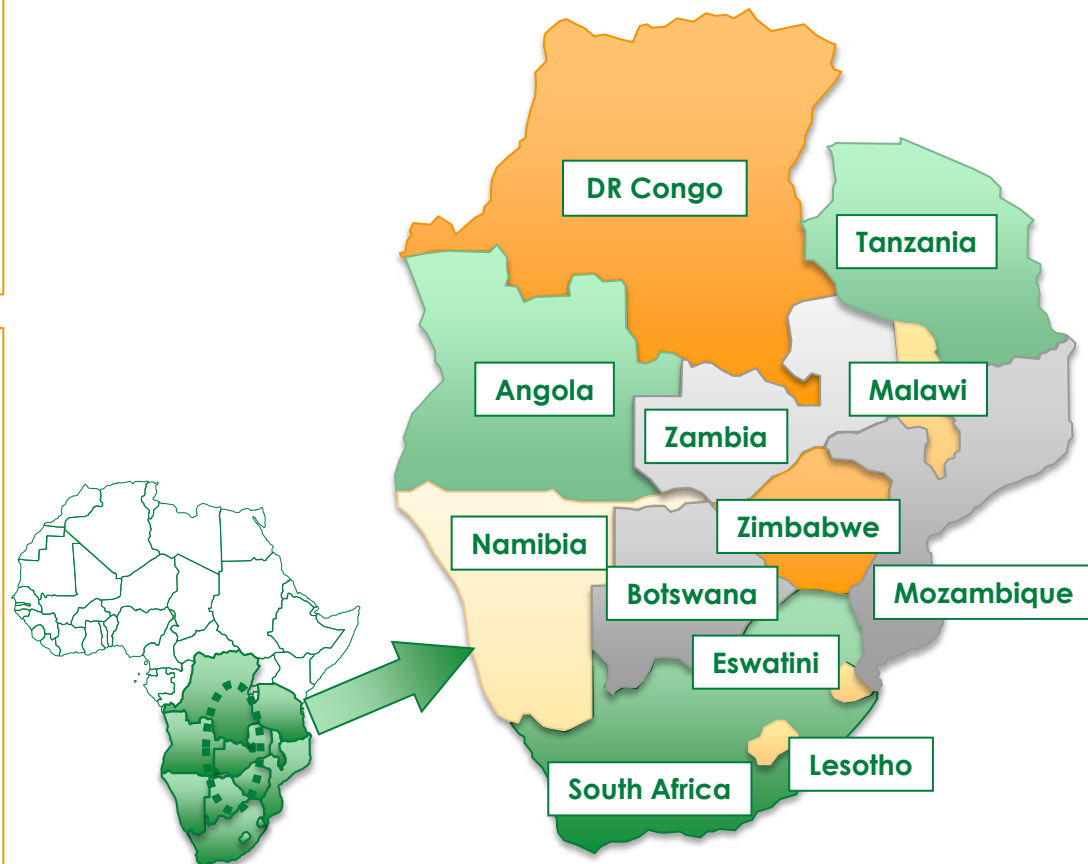 DR Congo
Tanzania
Angola
Malawi
Zambia
Zimbabwe
Namibia
Botswana
Mozambique
Eswatini
Lesotho
South Africa